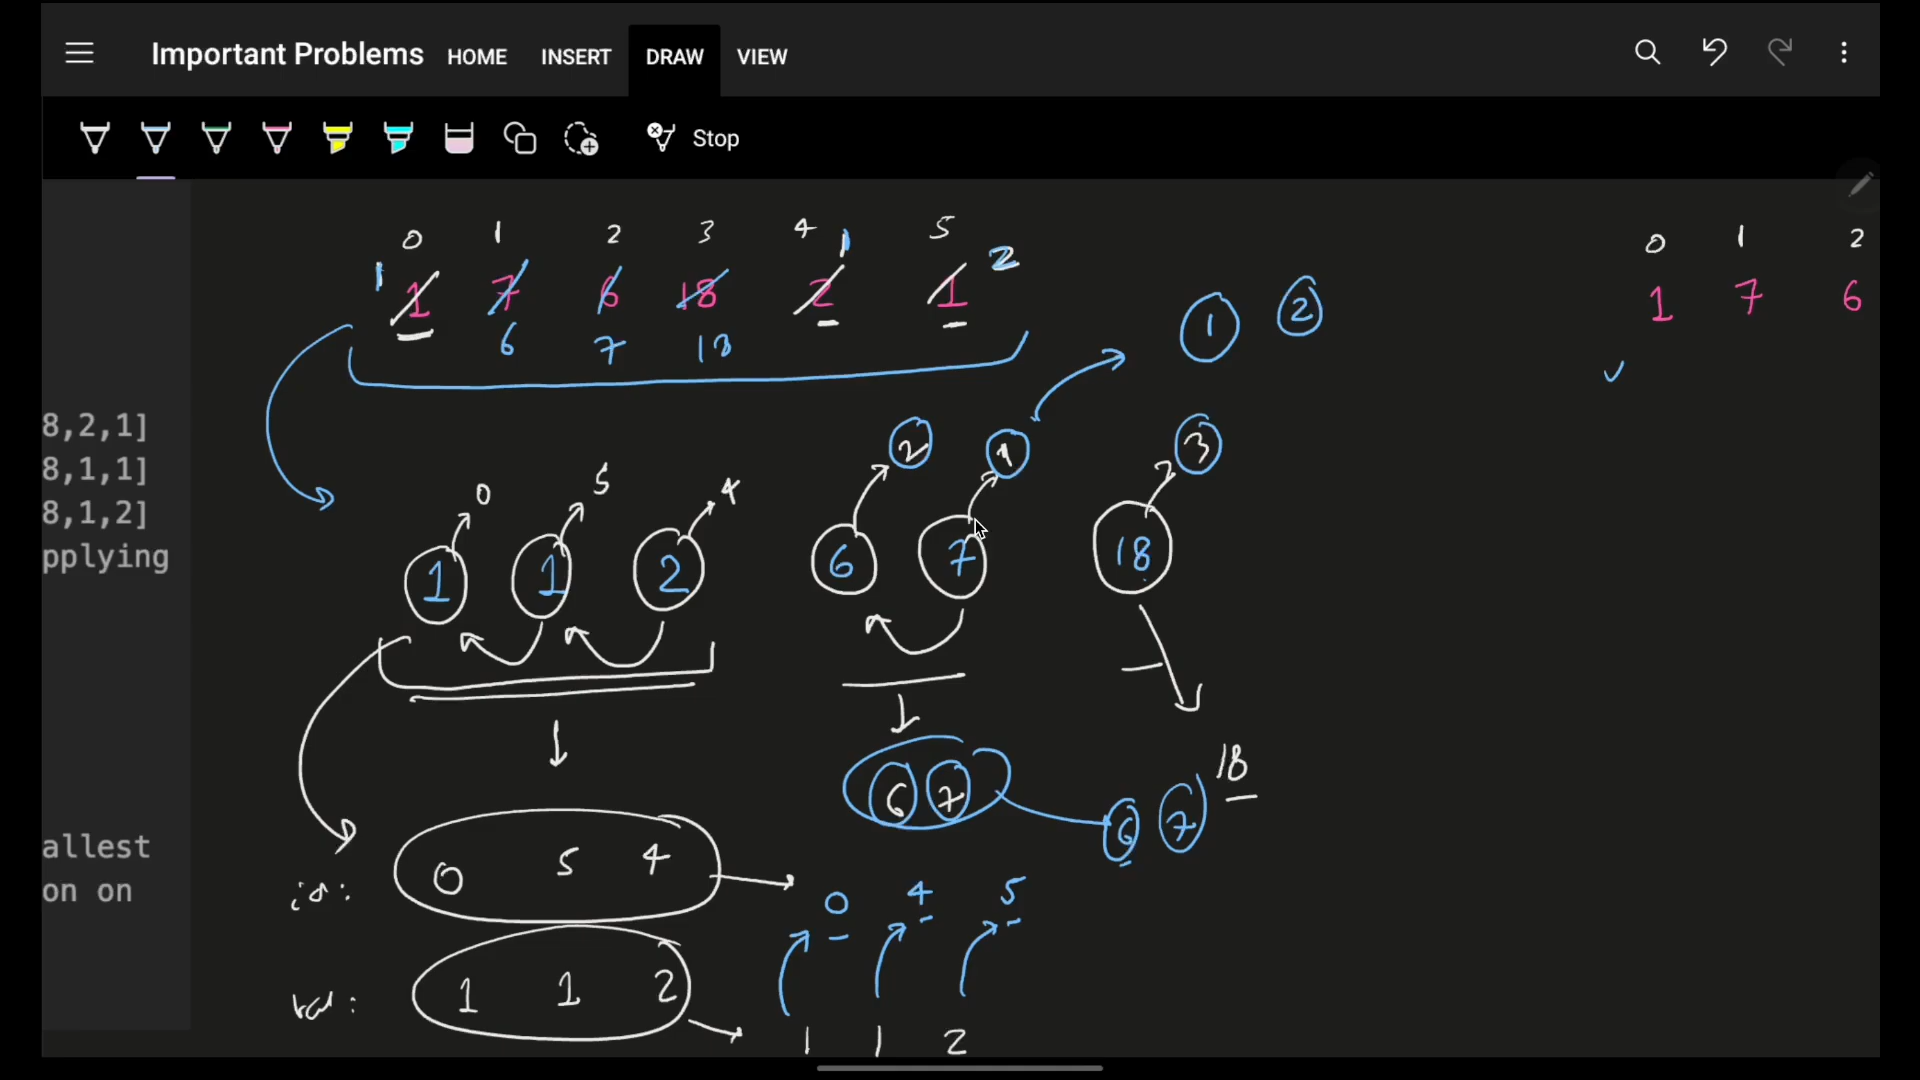 Important Problems HOME INSERT DRAW VIEW
Stop
0 1 2 3 4 1 5 2 0 1 2
1 1 7 6 18 2 1 1 2 1 7 6
6 7 18
8,2,1]
8,1,1]
8,1,2]
pplying
0 5 4 2 1 3
1 1 2 6 7 18
6 7 6 7 18
allest
on on
0 5 4 0 4 5
1 1 2 1 1 2